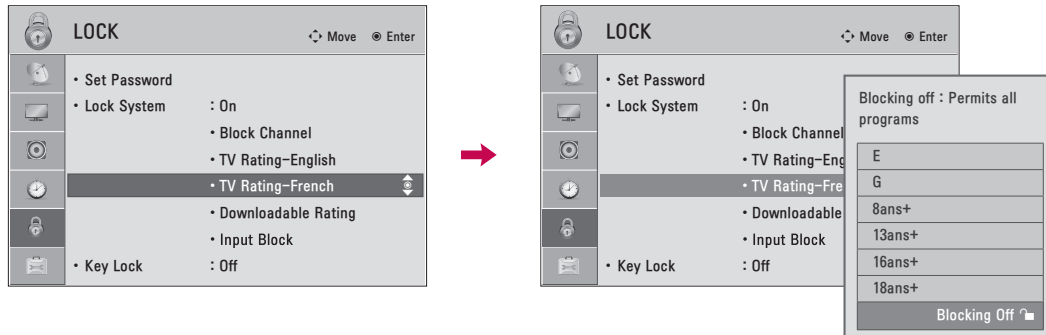 LOCK
Move Enter
• Set Password
• Lock System : On
• Block Channel
• TV Rating-English
• TV Rating-French
• Downloadable Rating
• Input Block
• Key Lock : Off
LOCK
Move Enter
• Set Password
• Lock System : On
• Block Channel
• TV Rating-Eng
• TV Rating-Fre
• Downloadable
• Input Block
• Key Lock : Off
Blocking off : Permits all
programs
E
G
8ans+
13ans+
16ans+
18ans+
Blocking Off